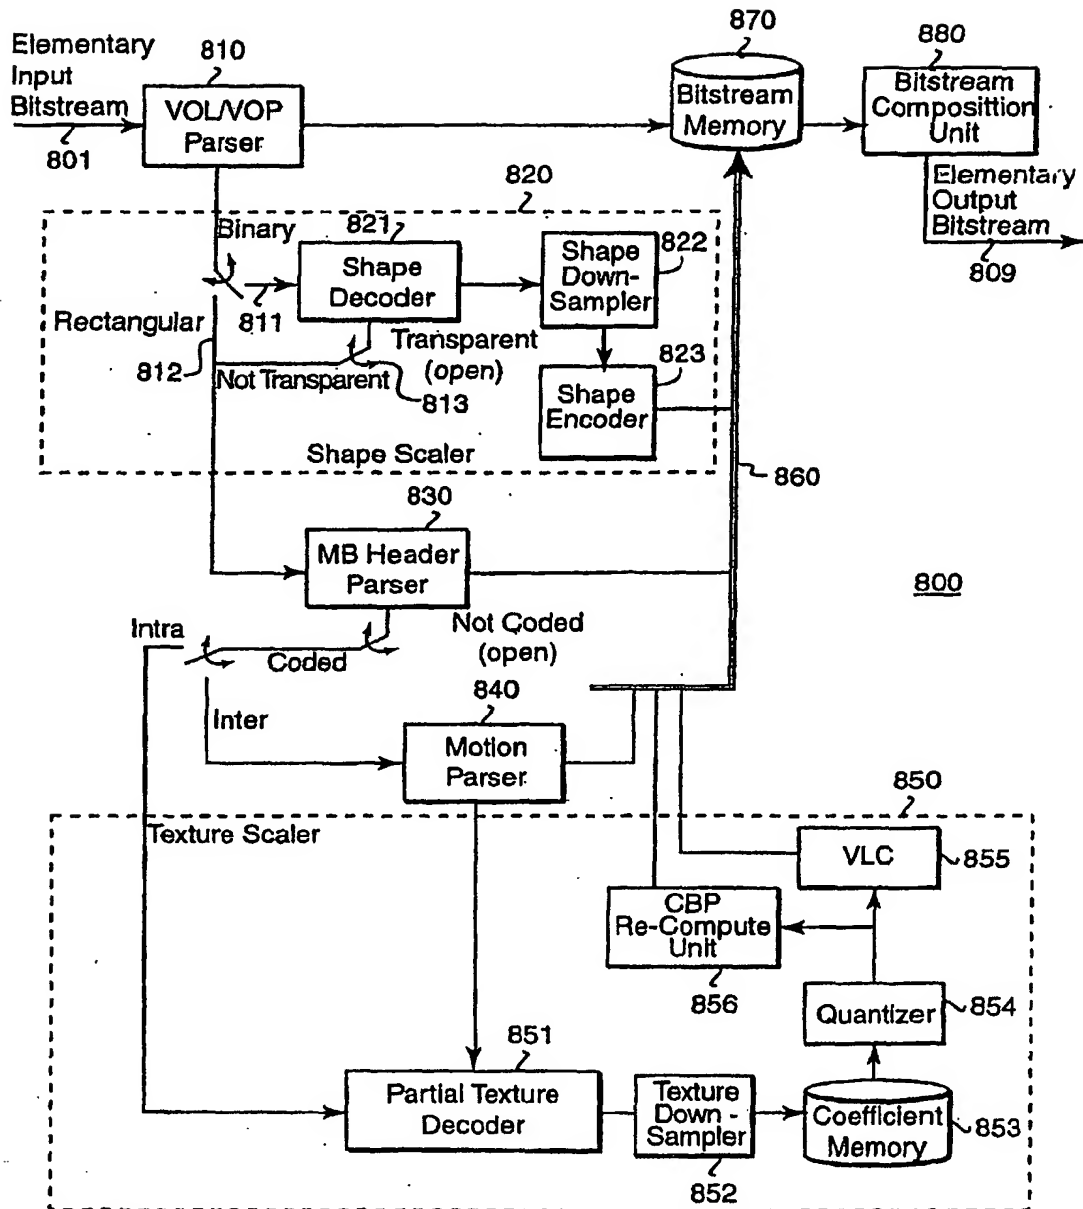 Elementary
Input
Bitstream
801
810
VOL/VOP
Parser
870
Bitstream
Memory
880
Bitstream
Composittion
Unit
Elementary
Output
Bitstream
809
820
Binary
821
Shape
Decoder
811
Shape
Down-
Sampler
822
Rectangular
812
Not Transparent
Transparent
(open)
813
823
Shape
Encoder
Shape Scaler
860
830
MB Header
Parser
800
Intra
Coded
Not Coded
(open)
Inter
840
Motion
Parser
850
Texture Scaler
VLC
855
CBP
Re-Compute
Unit
856
Quantizer
854
851
Partial Texture
Decoder
Texture
Down -
Sampler
852
Coefficient
Memory
853